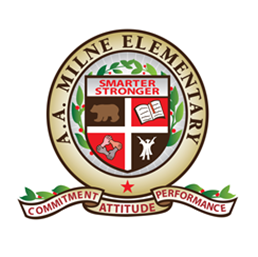 A.A. MILNE ELEMENTARY
SMARTER
STRONGER
COMMITMENT
ATTITUDE
PERFORMANCE